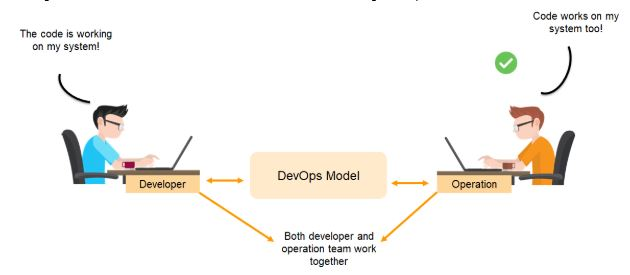 Code works on my
system too!
The code is working
on my system!
DevOps Model
Developer
Operation
Both developer and
operation team work
together